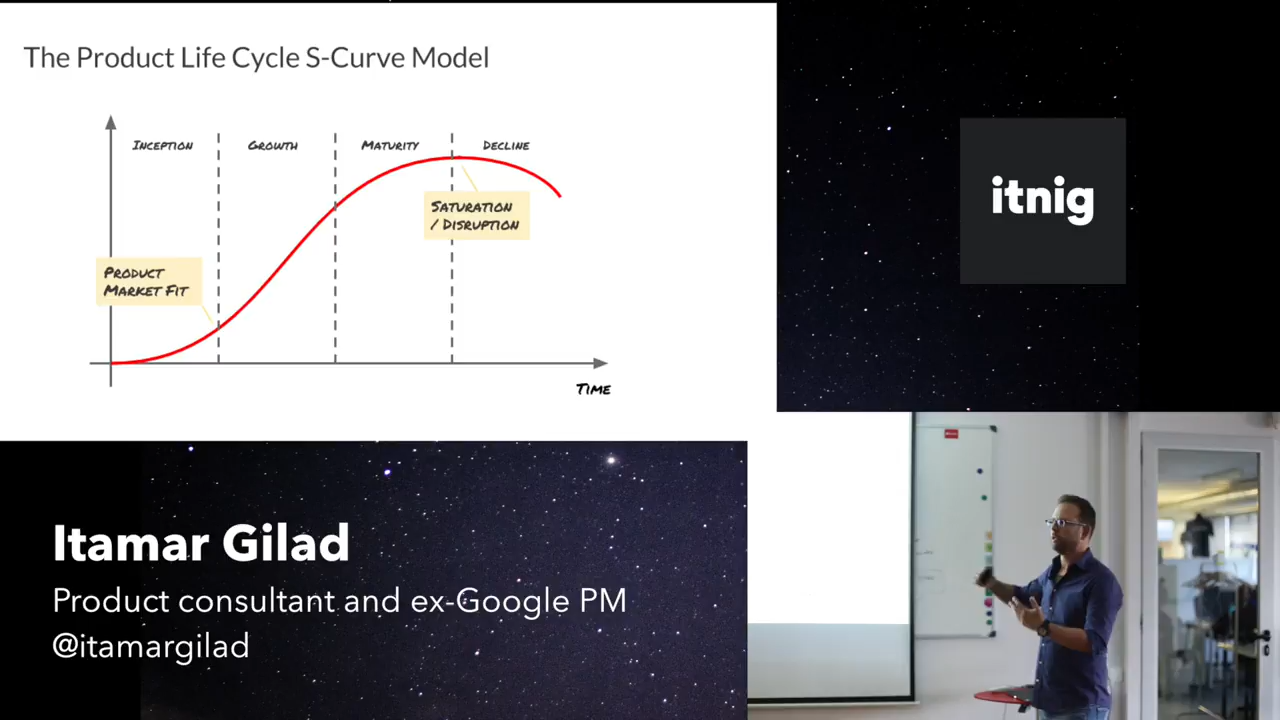 The Product Life Cycle S-Curve Model
INCEPTION
GROWTH
MATURITY
DECLINE
SATURATION
/ DISRUPTION
PRODUCT
MARKET FIT
TIME
itnig
Itamar Gilad
Product consultant and ex-Google PM
@itamargilad